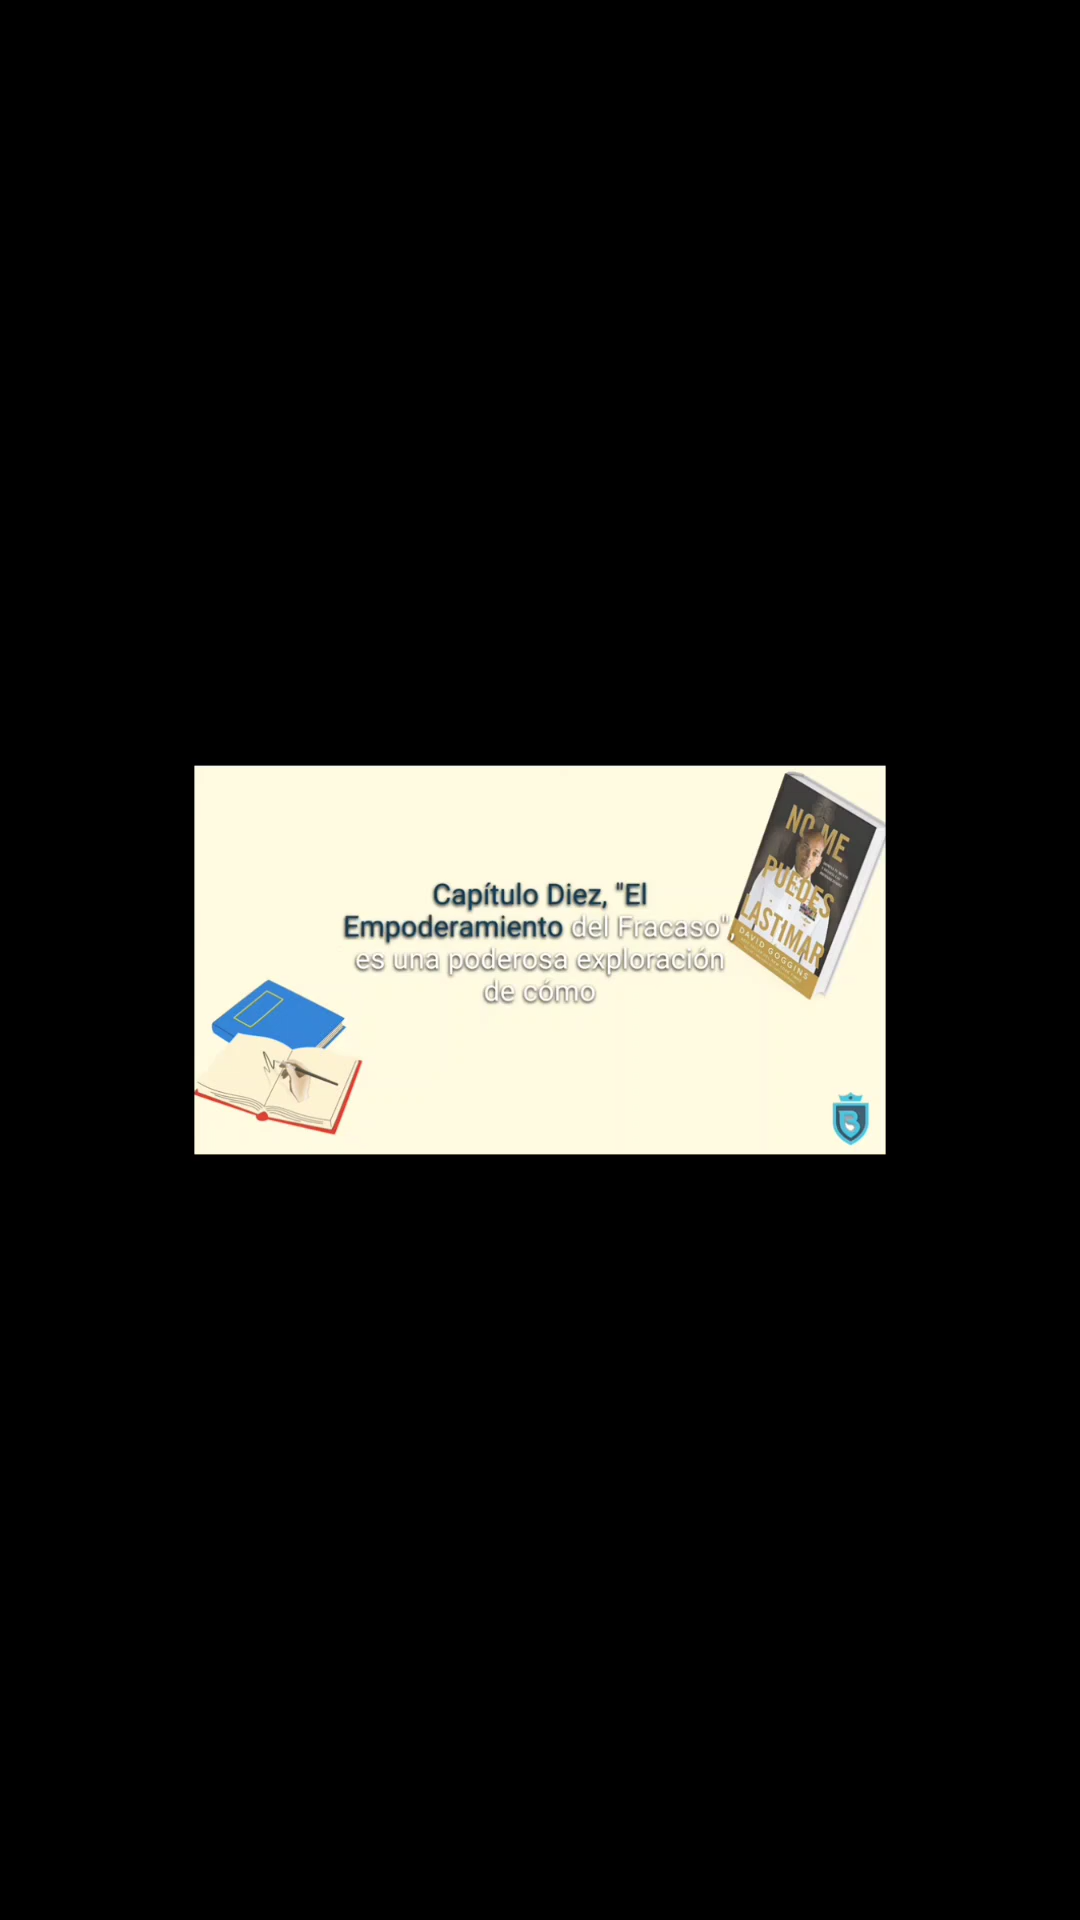 Capítulo Diez, "El
Empoderamiento del Fracaso"
es una poderosa exploración
de cómo
NO ME
PUEDES
LASTIMAR
DAVID GOGGINS
B